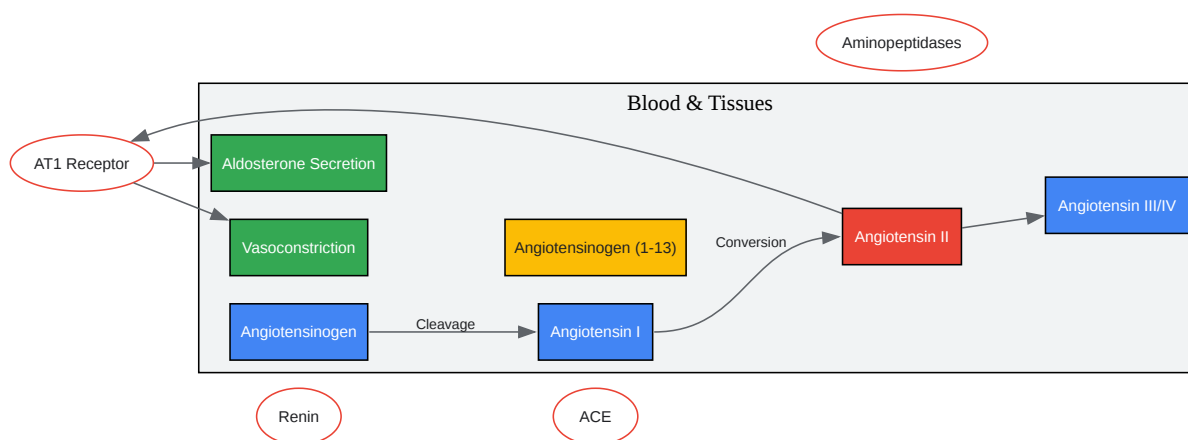 Aminopeptidases
Blood & Tissues
AT1 Receptor
Aldosterone Secretion
Angiotensin III/IV
Vasoconstriction
Angiotensinogen (1-13)
Conversion
Angiotensin II
Angiotensinogen
Cleavage
Angiotensin I
Renin
ACE